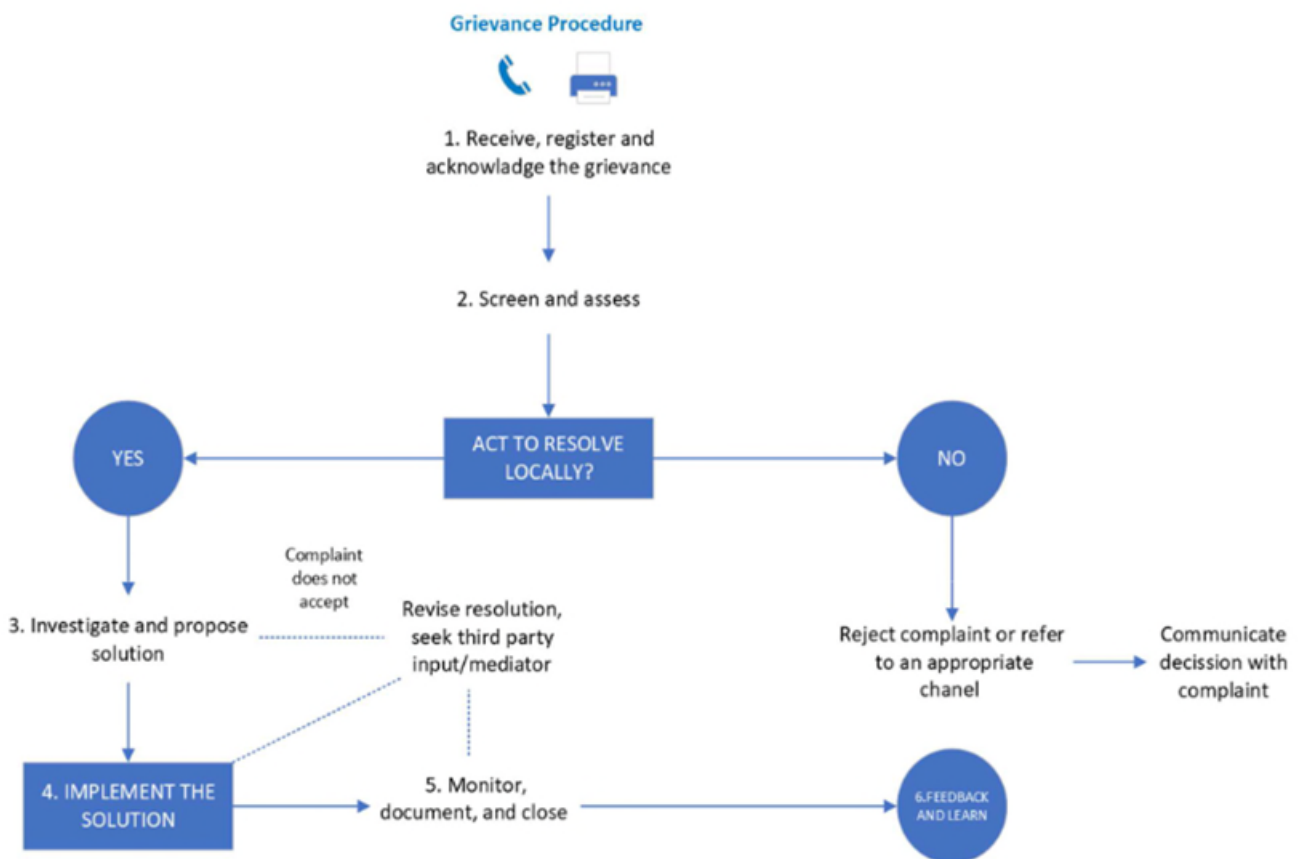 Grievance Procedure
1. Receive, register and
acknowladge the grievance
2. Screen and assess
ACT TO RESOLVE
LOCALLY?
YES
NO
Complaint
does not
accept
3. Investigate and propose
solution
Revise resolution,
seek third party
input/mediator
Reject complaint or refer
to an appropriate
chanel
Communicate
decission with
complaint
4. IMPLEMENT THE
SOLUTION
5. Monitor,
document, and close
6.FEEDBACK
AND LEARN